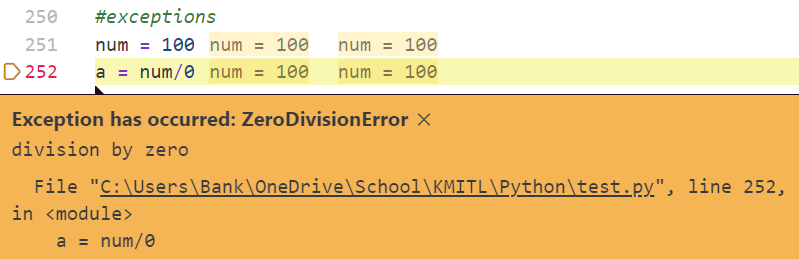 250 #exceptions
251 num = 100 num = 100 num = 100
252 a = num/0 num = 100 num = 100
Exception has occurred: ZeroDivisionError ×
division by zero
File "C:\Users\Bank\OneDrive\School\KMITL\Python\test.py", line 252,
in <module>
a = num/0